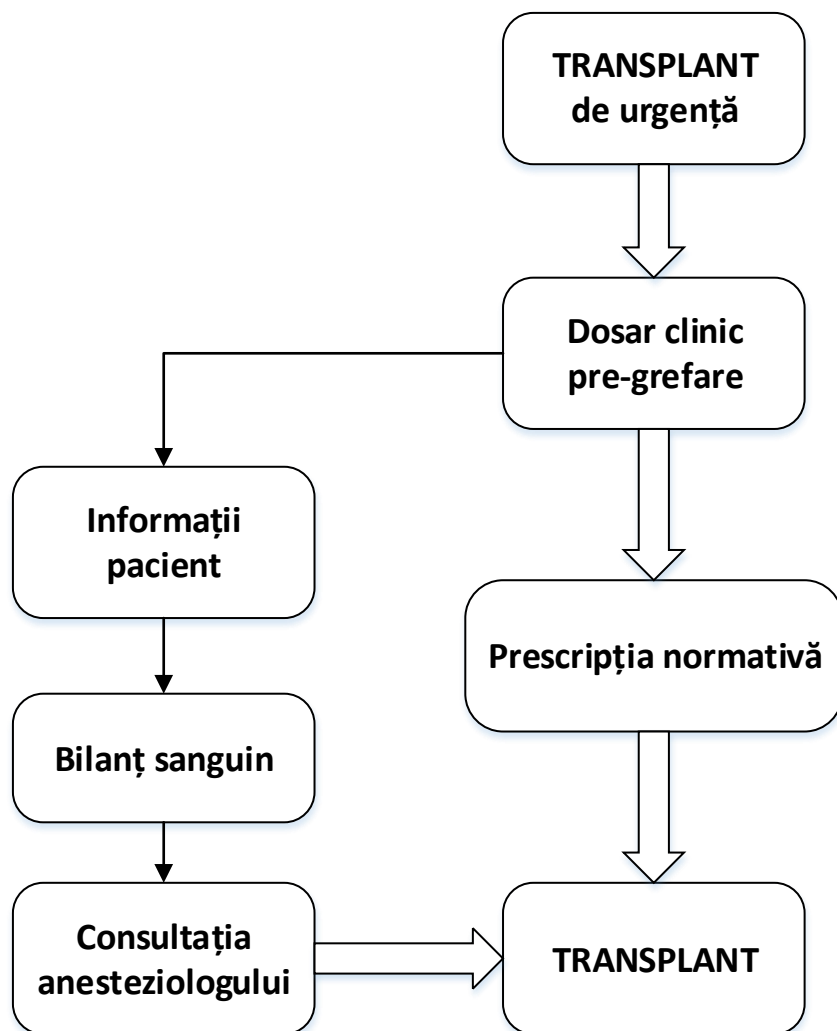 TRANSPLANT
de urgență
Dosar clinic
pre-grefare
Informații
pacient
Prescripția normativă
Bilanț sanguin
Consultația
anesteziologului
TRANSPLANT